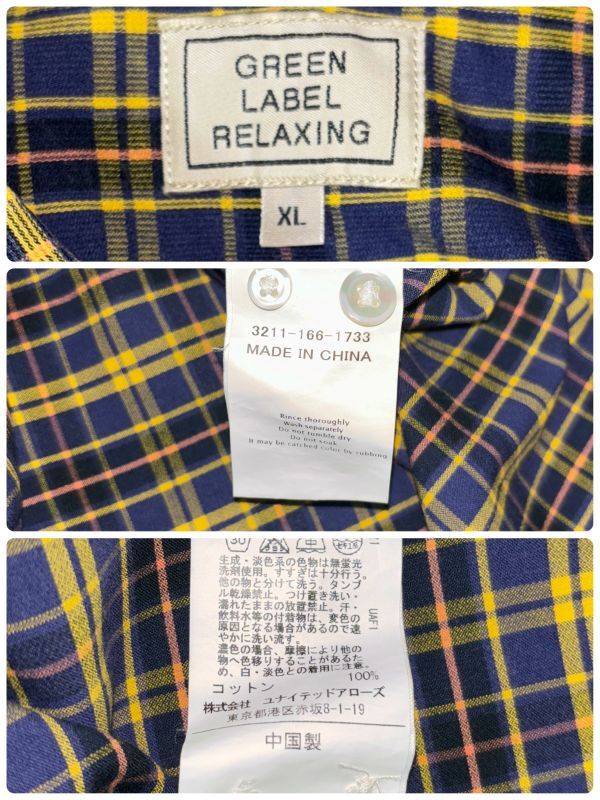 GREEN
LABEL
RELAXING
XL
3211-166-1733
MADE IN CHINA
Rince thoroughly
Wash separately
Do not tumble dry
Do not soak
It may be catched color by rubbing
30
生成・淡色系の色物は無蛍光
洗剤使用。すすぎは十分行う。
他の物と分けて洗う。タンブ
ル乾燥禁止。つけ置き洗い・
濡れたままの放置禁止。汗・
飲料水等の付着物は、変色の
原因となる場合があるので速
やかに洗い流す。
濃色の場合、摩擦により他の
物へ色移りすることがあるた
め、白・淡色との着用に注意。
100%
コットン
株式会社 ユナイテッドアローズ
東京都港区赤坂8-1-19
中国製
UAF1